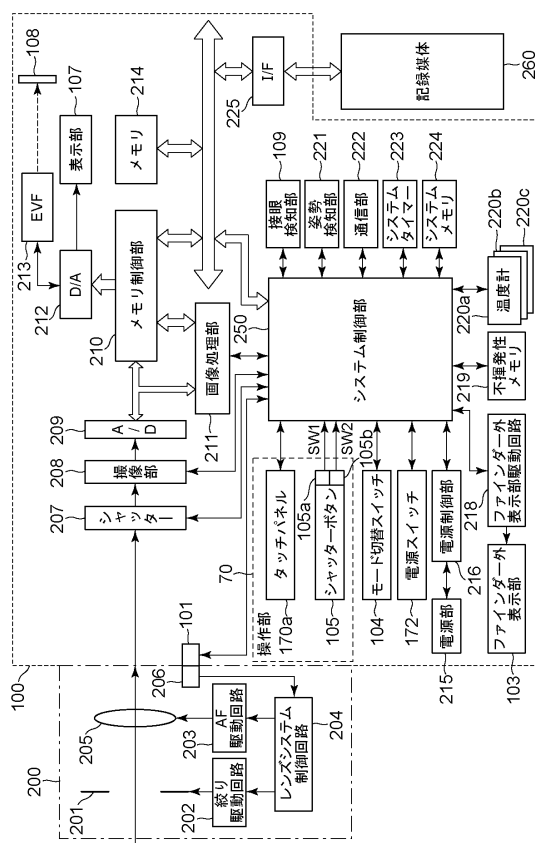 108
107
表示部
214
メモリ
EVF
213
D/A
212
メモリ制御部
210
225
I/F
記録媒体
260
209
A/D
208
撮像部
207
シャッター
211
画像処理部
250
システム制御部
109
接眼
検知部
221
姿勢
検知部
222
通信部
223
システム
タイマー
224
システム
メモリ
220b
220c
220a
温度計
219
不揮発性
メモリ
SW1
SW2
105a
105b
70
操作部
170a
タッチパネル
105
シャッターボタン
104
モード切替スイッチ
172
電源スイッチ
電源制御部
216
215
電源部
218
ファインダー外
表示部駆動回路
103
ファインダー外
表示部
100
101
206
200
201
205
203
AF
駆動回路
202
絞り
駆動回路
204
レンズシステム
制御回路